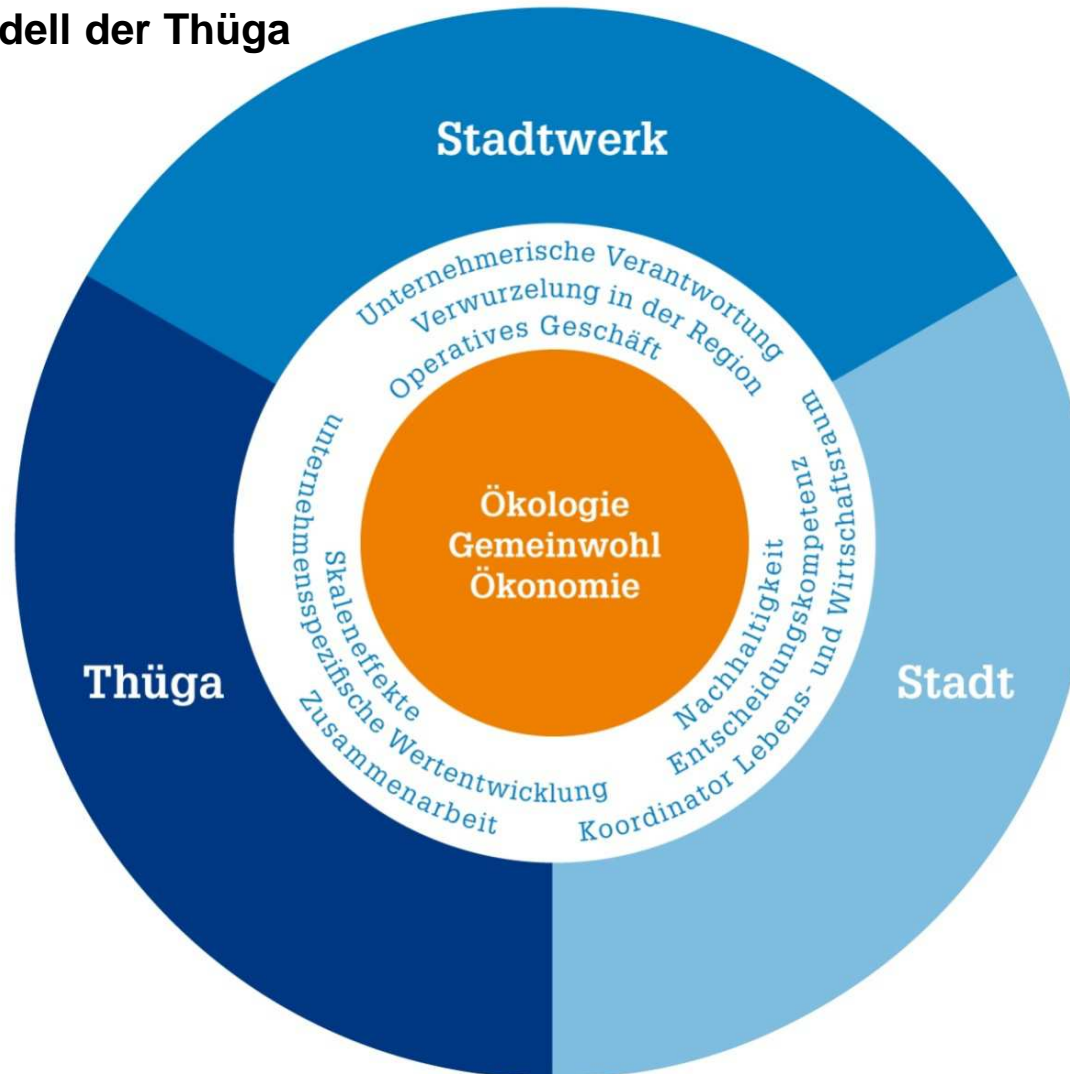 dell der Thüga
Stadtwerk
Unternehmerische Verantwortung
Verwurzelung in der Region
Operatives Geschäft
Ökologie
Gemeinwohl
Ökonomie
Thüga
Skaleneffekte
unternehmensspezifische Wertentwicklung
Zusammenarbeit
Stadt
Nachhaltigkeit
Entscheidungskompetenz
Koordinator Lebens- und Wirtschaftsraum